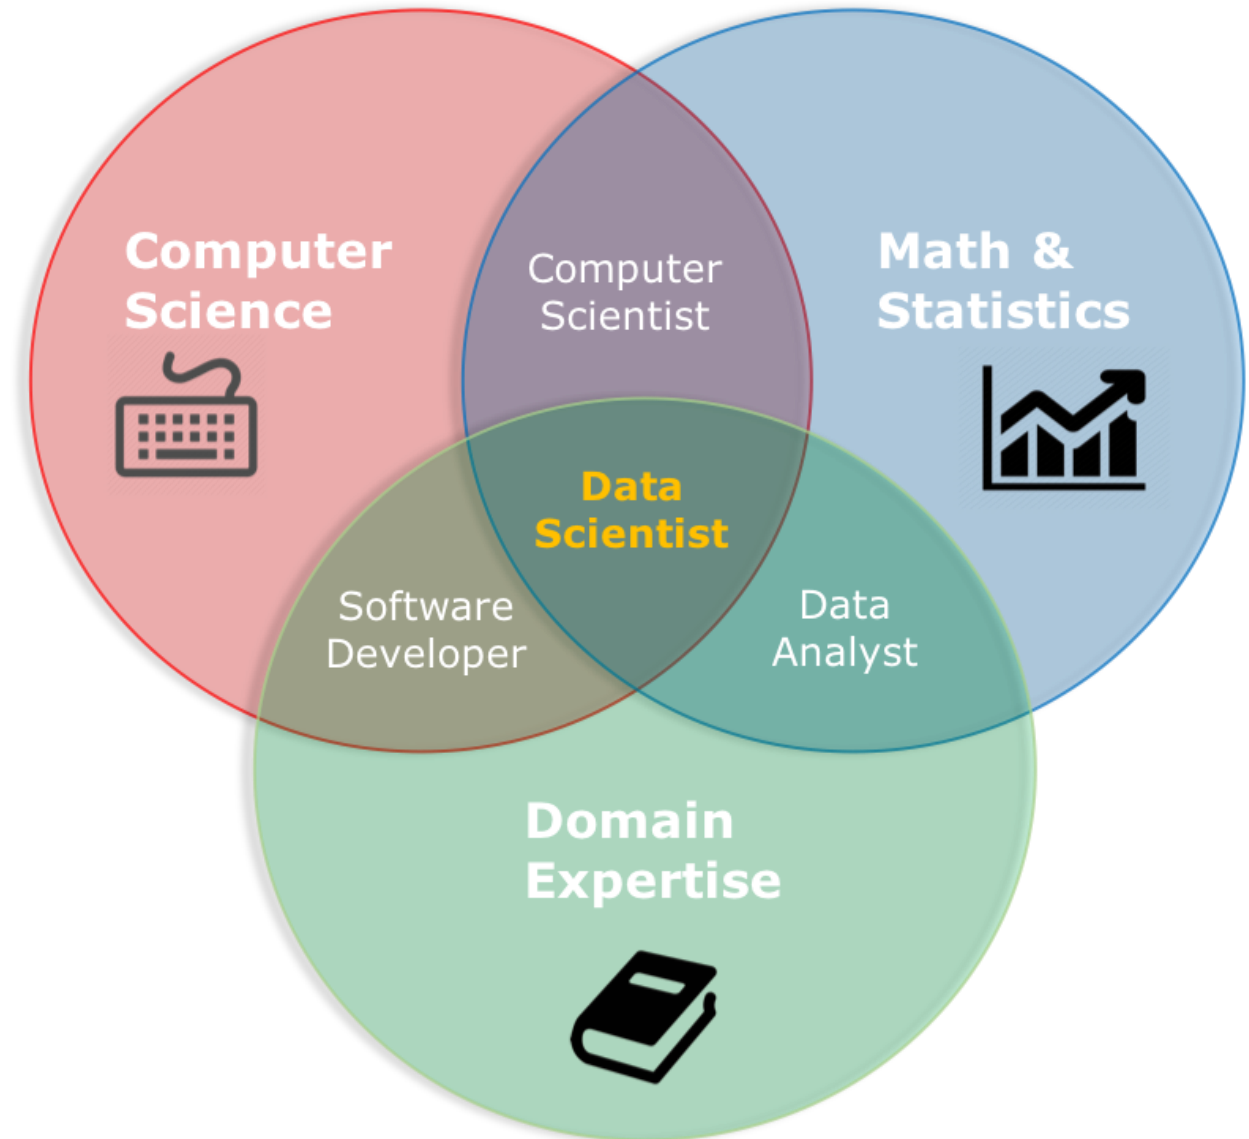 Computer
Science
Computer
Scientist
Math &
Statistics
Data
Scientist
Software
Developer
Data
Analyst
Domain
Expertise